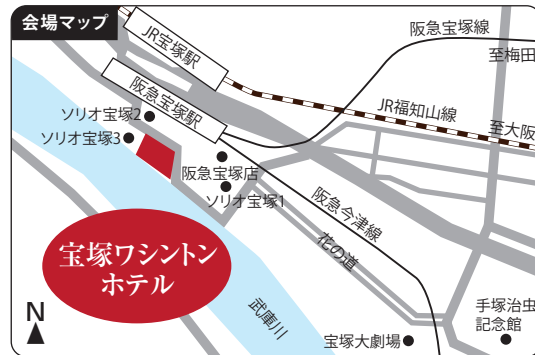 会場マップ
JR宝塚駅
阪急宝塚線
至梅田
阪急宝塚駅
JR福知山線
ソリオ宝塚2
至大阪
ソリオ宝塚3
阪急宝塚店
ソリオ宝塚1
阪急今津線
花の道
宝塚ワシントン
ホテル
武庫川
N
手塚治虫
記念館
宝塚大劇場